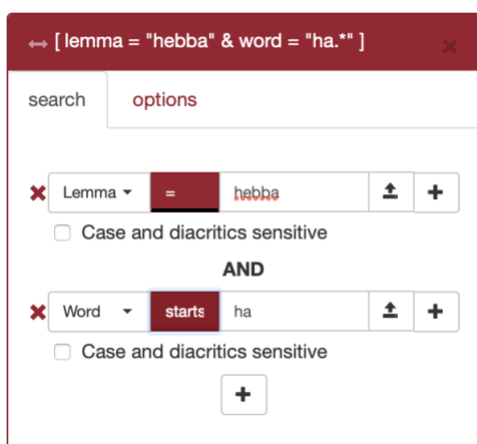 [ lemma = "hebba" & word = "ha.*" ]
search options
Lemma = hebba
Case and diacritics sensitive
AND
Word starts ha
Case and diacritics sensitive